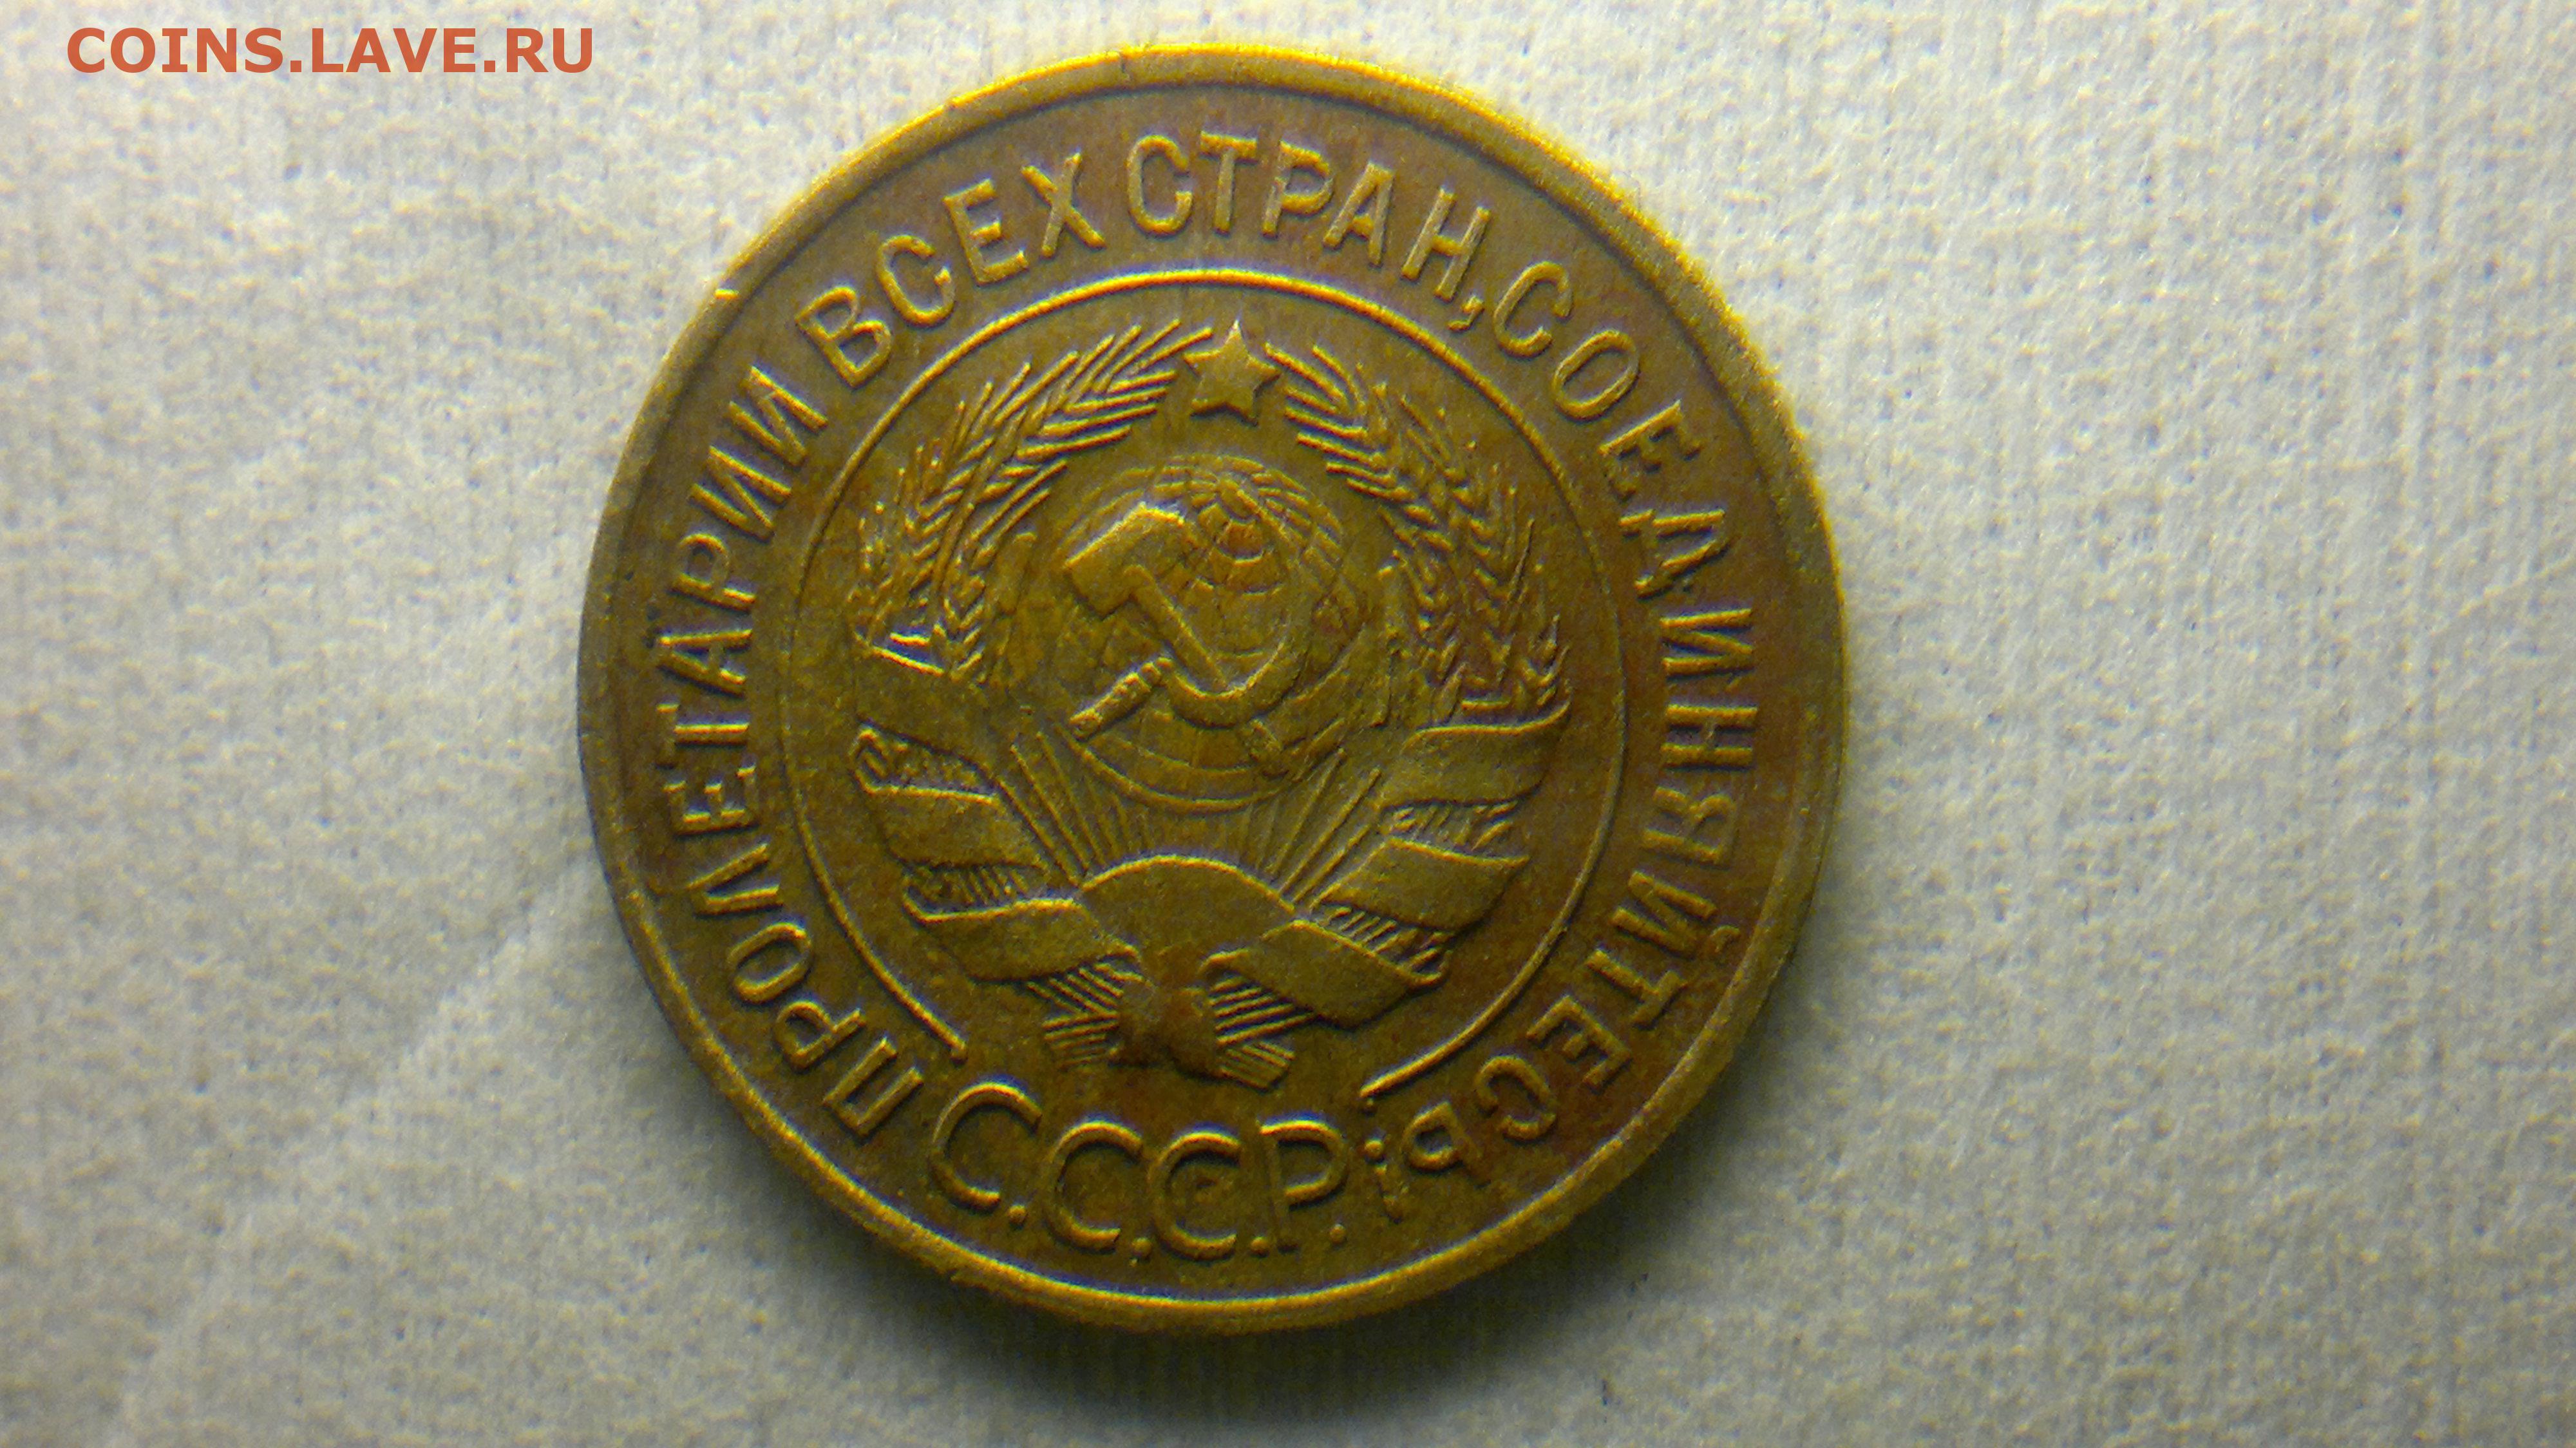 COINS.LAVE.RU
ПРОЛЕТАРИИ ВСЕХ СТРАН, СОЕДИНЯЙТЕСЬ!
С.С.С.Р.